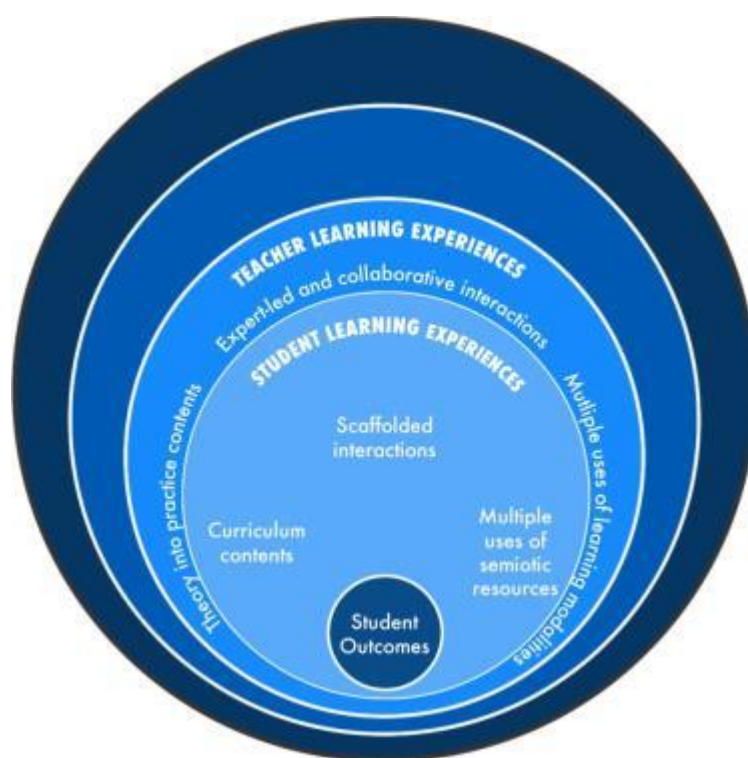 TEACHER LEARNING EXPERIENCES
Expert-led and collaborative interactions
STUDENT LEARNING EXPERIENCES
Theory into practice contents
Mutliple uses of learning modalities
Scaffolded
interactions
Curriculum
contents
Multiple
uses of
semiotic
resources
Student
Outcomes